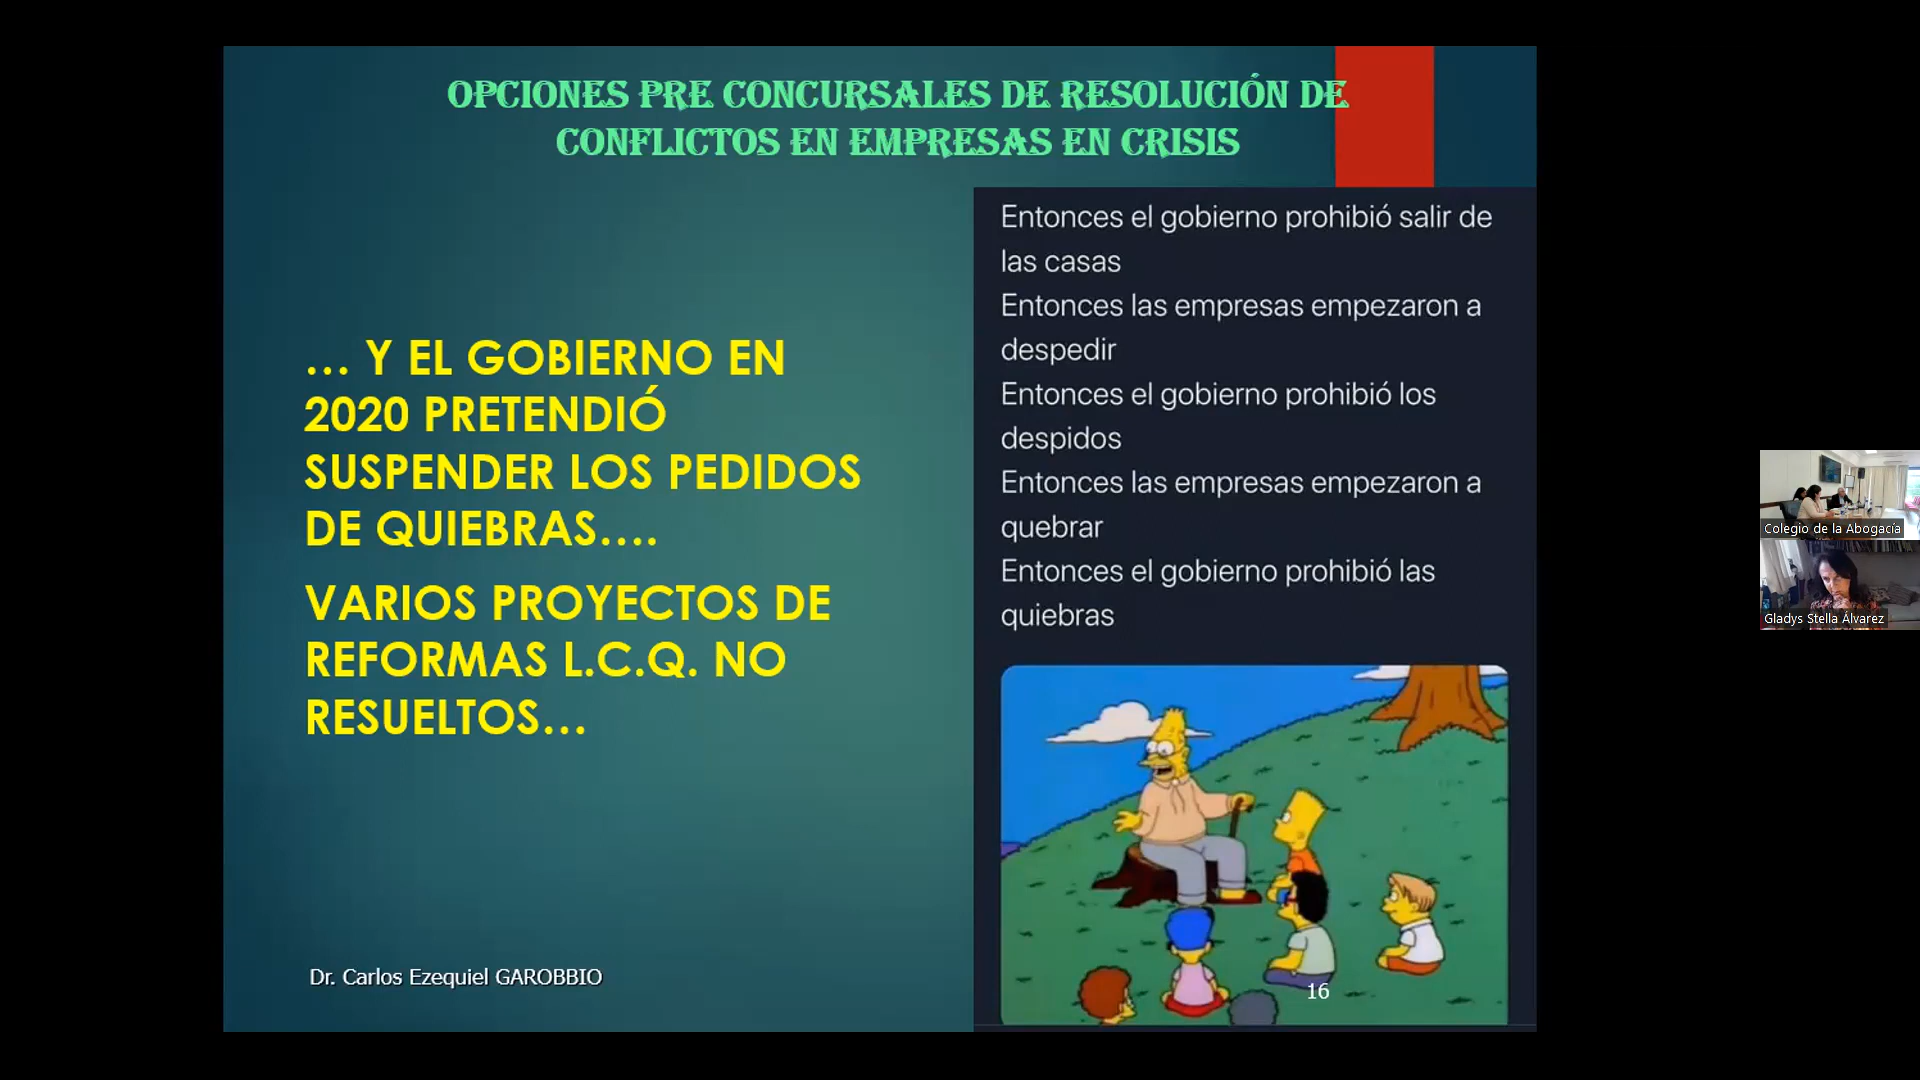 OPCIONES PRE CONCURSALES DE RESOLUCIÓN DE
CONFLICTOS EN EMPRESAS EN CRISIS
… Y EL GOBIERNO EN
2020 PRETENDIÓ
SUSPENDER LOS PEDIDOS
DE QUIEBRAS….
VARIOS PROYECTOS DE
REFORMAS L.C.Q. NO
RESUELTOS…
Entonces el gobierno prohibió salir de
las casas
Entonces las empresas empezaron a
despedir
Entonces el gobierno prohibió los
despidos
Entonces las empresas empezaron a
quebrar
Entonces el gobierno prohibió las
quiebras
Dr. Carlos Ezequiel GAROBBIO
16
Colegio de la Abogacía
Gladys Stella Álvarez